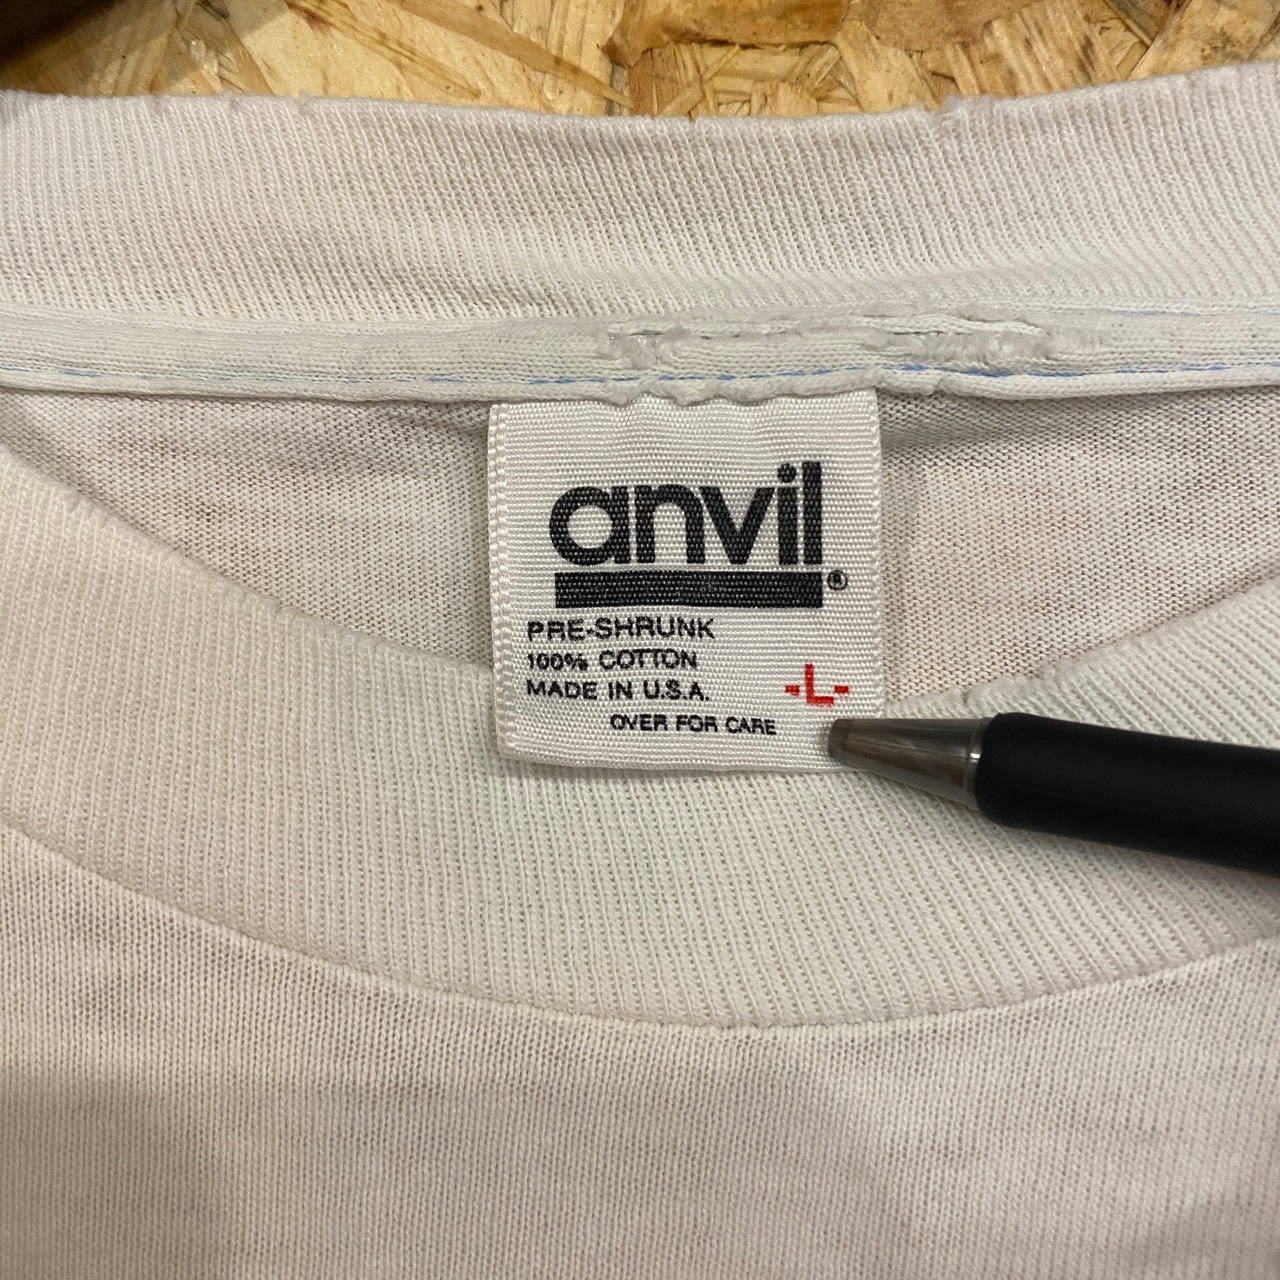 anvil®
PRE-SHRUNK
100% COTTON
MADE IN U.S.A.
-L-
OVER FOR CARE